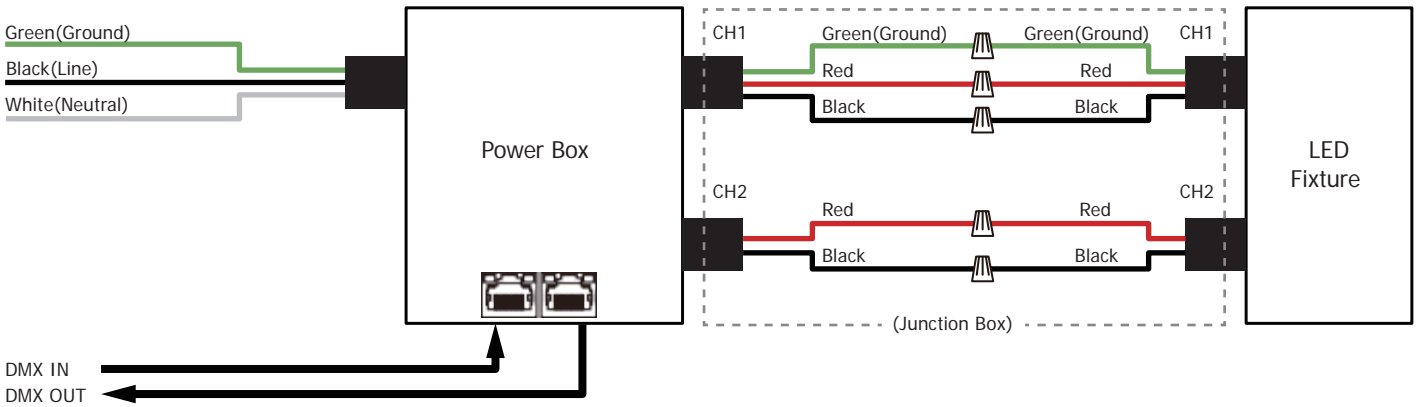 Green(Ground)
Black(Line)
White(Neutral)
Power Box
CH1
Green(Ground)
Green(Ground)
CH1
Red
Red
Black
Black
CH2
CH2
Red
Red
Black
Black
(Junction Box)
LED
Fixture
DMX IN
DMX OUT